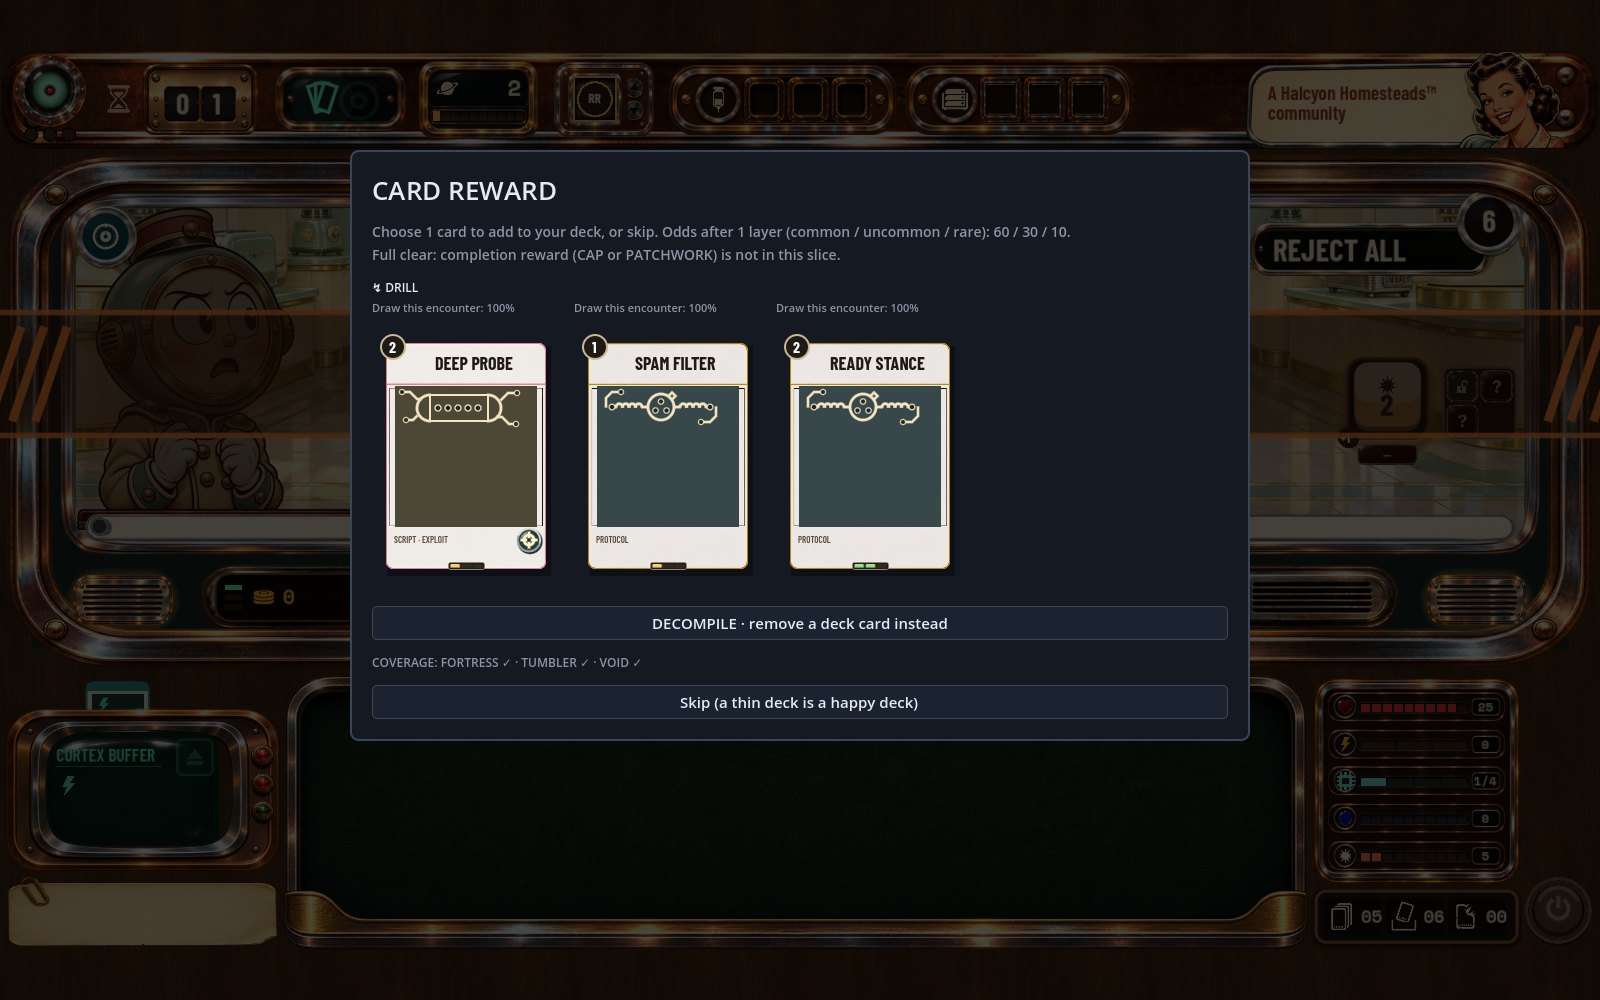 0 1
2
RR
A Halcyon Homesteads™
community
CARD REWARD
Choose 1 card to add to your deck, or skip. Odds after 1 layer (common / uncommon / rare): 60 / 30 / 10.
Full clear: completion reward (CAP or PATCHWORK) is not in this slice.
↯ DRILL
Draw this encounter: 100%
Draw this encounter: 100%
Draw this encounter: 100%
2
DEEP PROBE
SCRIPT · EXPLOIT
1
SPAM FILTER
PROTOCOL
2
READY STANCE
PROTOCOL
DECOMPILE · remove a deck card instead
COVERAGE: FORTRESS ✓ · TUMBLER ✓ · VOID ✓
Skip (a thin deck is a happy deck)
6
REJECT ALL
2
?
?
0
CORTEX BUFFER
25
0
1/4
0
5
05
06
00